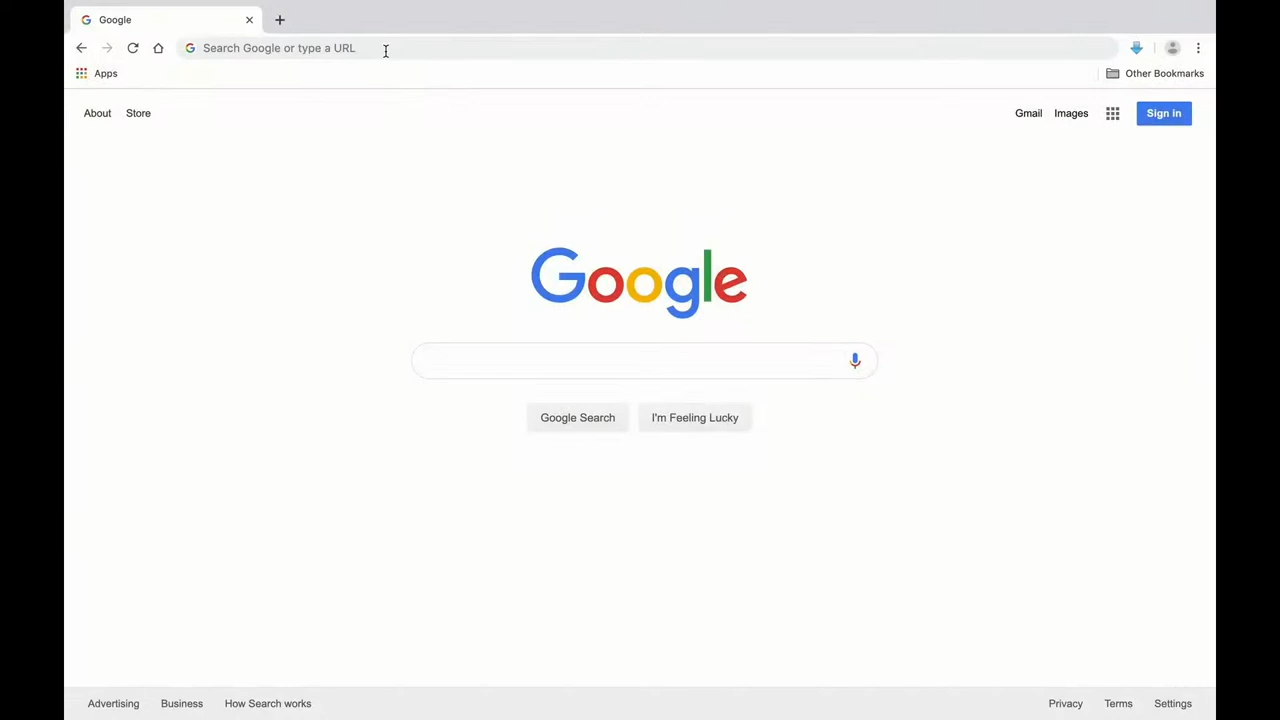 Google
Search Google or type a URL
Apps
Other Bookmarks
About
Store
Gmail
Images
Sign in
Google
Google Search
I'm Feeling Lucky
Advertising
Business
How Search works
Privacy
Terms
Settings